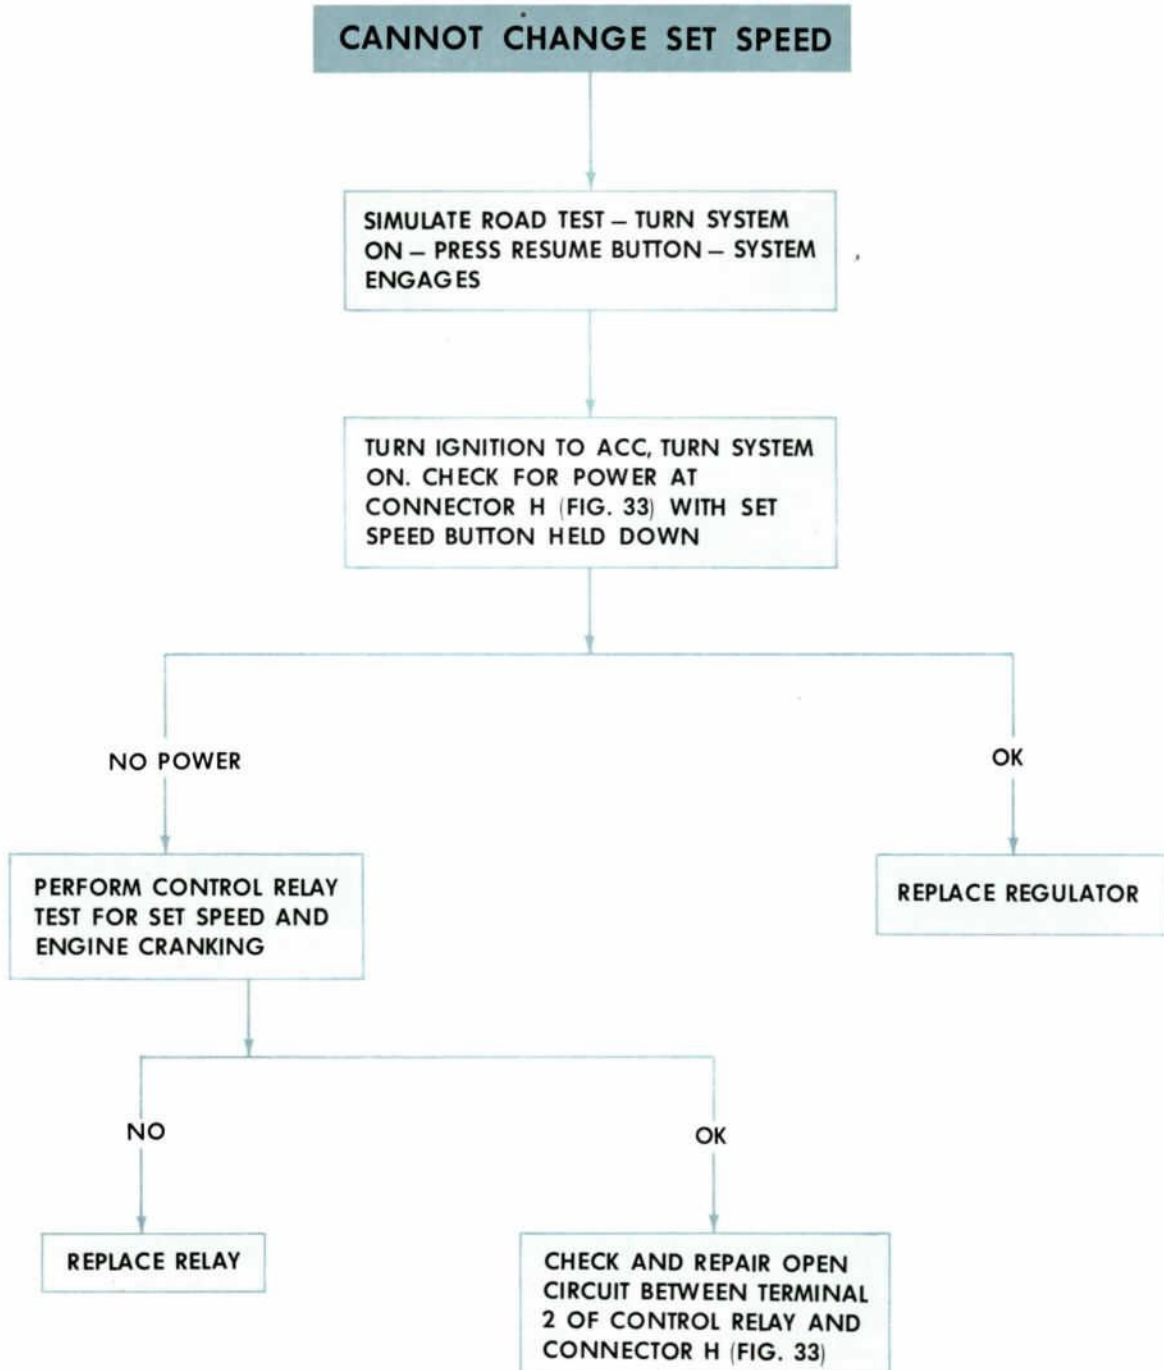 CANNOT CHANGE SET SPEED
SIMULATE ROAD TEST – TURN SYSTEM
ON – PRESS RESUME BUTTON – SYSTEM
ENGAGES
TURN IGNITION TO ACC, TURN SYSTEM
ON. CHECK FOR POWER AT
CONNECTOR H (FIG. 33) WITH SET
SPEED BUTTON HELD DOWN
NO POWER
OK
PERFORM CONTROL RELAY
TEST FOR SET SPEED AND
ENGINE CRANKING
REPLACE REGULATOR
NO
OK
REPLACE RELAY
CHECK AND REPAIR OPEN
CIRCUIT BETWEEN TERMINAL
2 OF CONTROL RELAY AND
CONNECTOR H (FIG. 33)